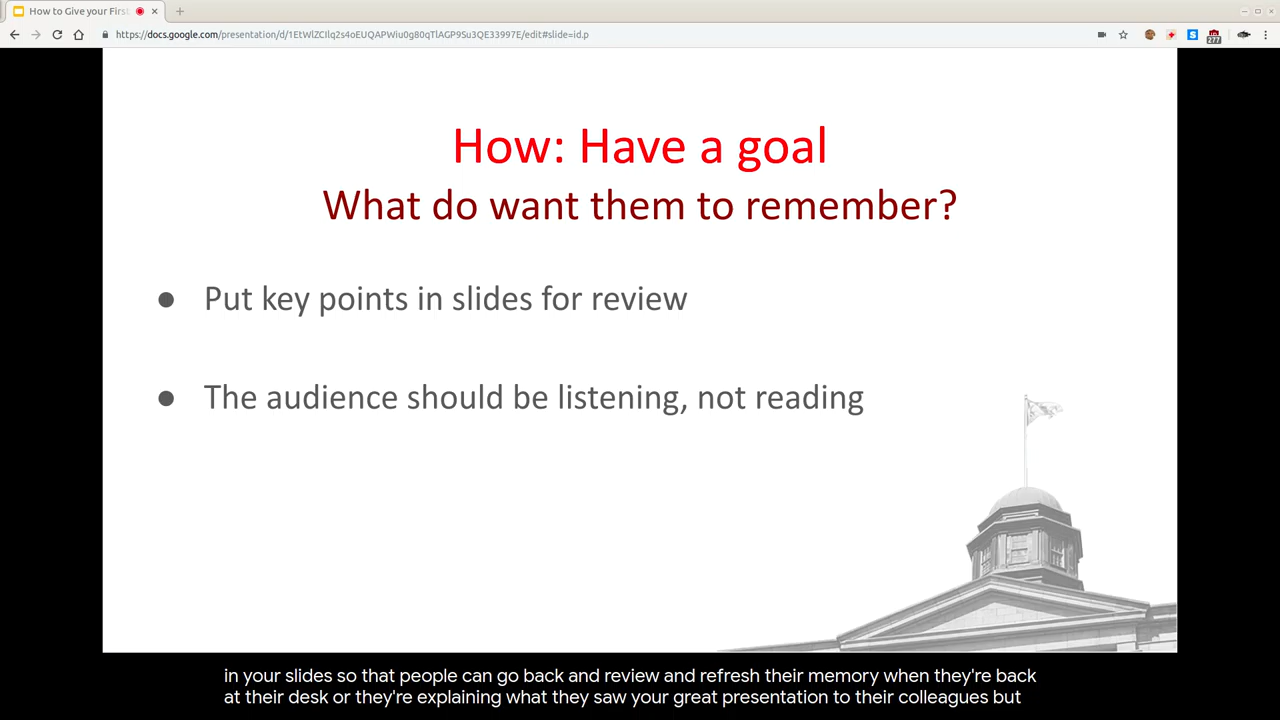 How to Give your First
https://docs.google.com/presentation/d/1EtWlZCIlq2s4oEUQAPWiu0g80qTlAGP9Su3QE33997E/edit#slide=id.p
277
How: Have a goal
What do want them to remember?
● Put key points in slides for review
● The audience should be listening, not reading
in your slides so that people can go back and review and refresh their memory when they're back
at their desk or they're explaining what they saw your great presentation to their colleagues but